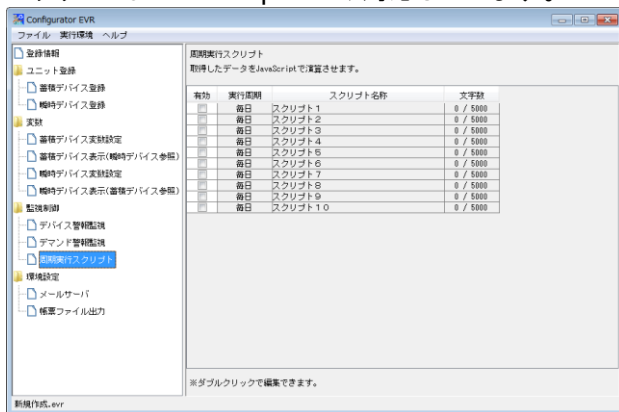 Configurator EVR
ファイル 実行環境 ヘルプ
登録情報
ユニット登録
蓄積デバイス登録
瞬時デバイス登録
変数
蓄積デバイス変数設定
蓄積デバイス表示(瞬時デバイス参照)
瞬時デバイス変数設定
瞬時デバイス表示(蓄積デバイス参照)
監視制御
デバイス警報監視
デマンド警報監視
周期実行スクリプト
環境設定
メールサーバ
帳票ファイル出力
周期実行スクリプト
取得したデータをJavaScriptで演算させます。
有効 実行周期 スクリプト名称 文字数
毎日 スクリプト1 0 / 5000
毎日 スクリプト2 0 / 5000
毎日 スクリプト3 0 / 5000
毎日 スクリプト4 0 / 5000
毎日 スクリプト5 0 / 5000
毎日 スクリプト6 0 / 5000
毎日 スクリプト7 0 / 5000
毎日 スクリプト8 0 / 5000
毎日 スクリプト9 0 / 5000
毎日 スクリプト10 0 / 5000
※ダブルクリックで編集できます。
新規作成.evr